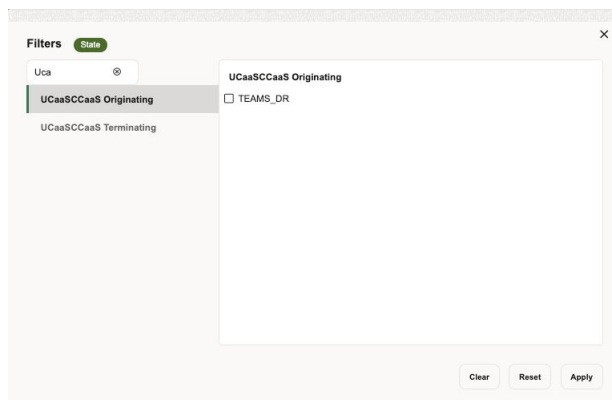 Filters State
Uca
UCaaSCCaaS Originating
UCaaSCCaaS Terminating
UCaaSCCaaS Originating
TEAMS_DR
Clear Reset Apply